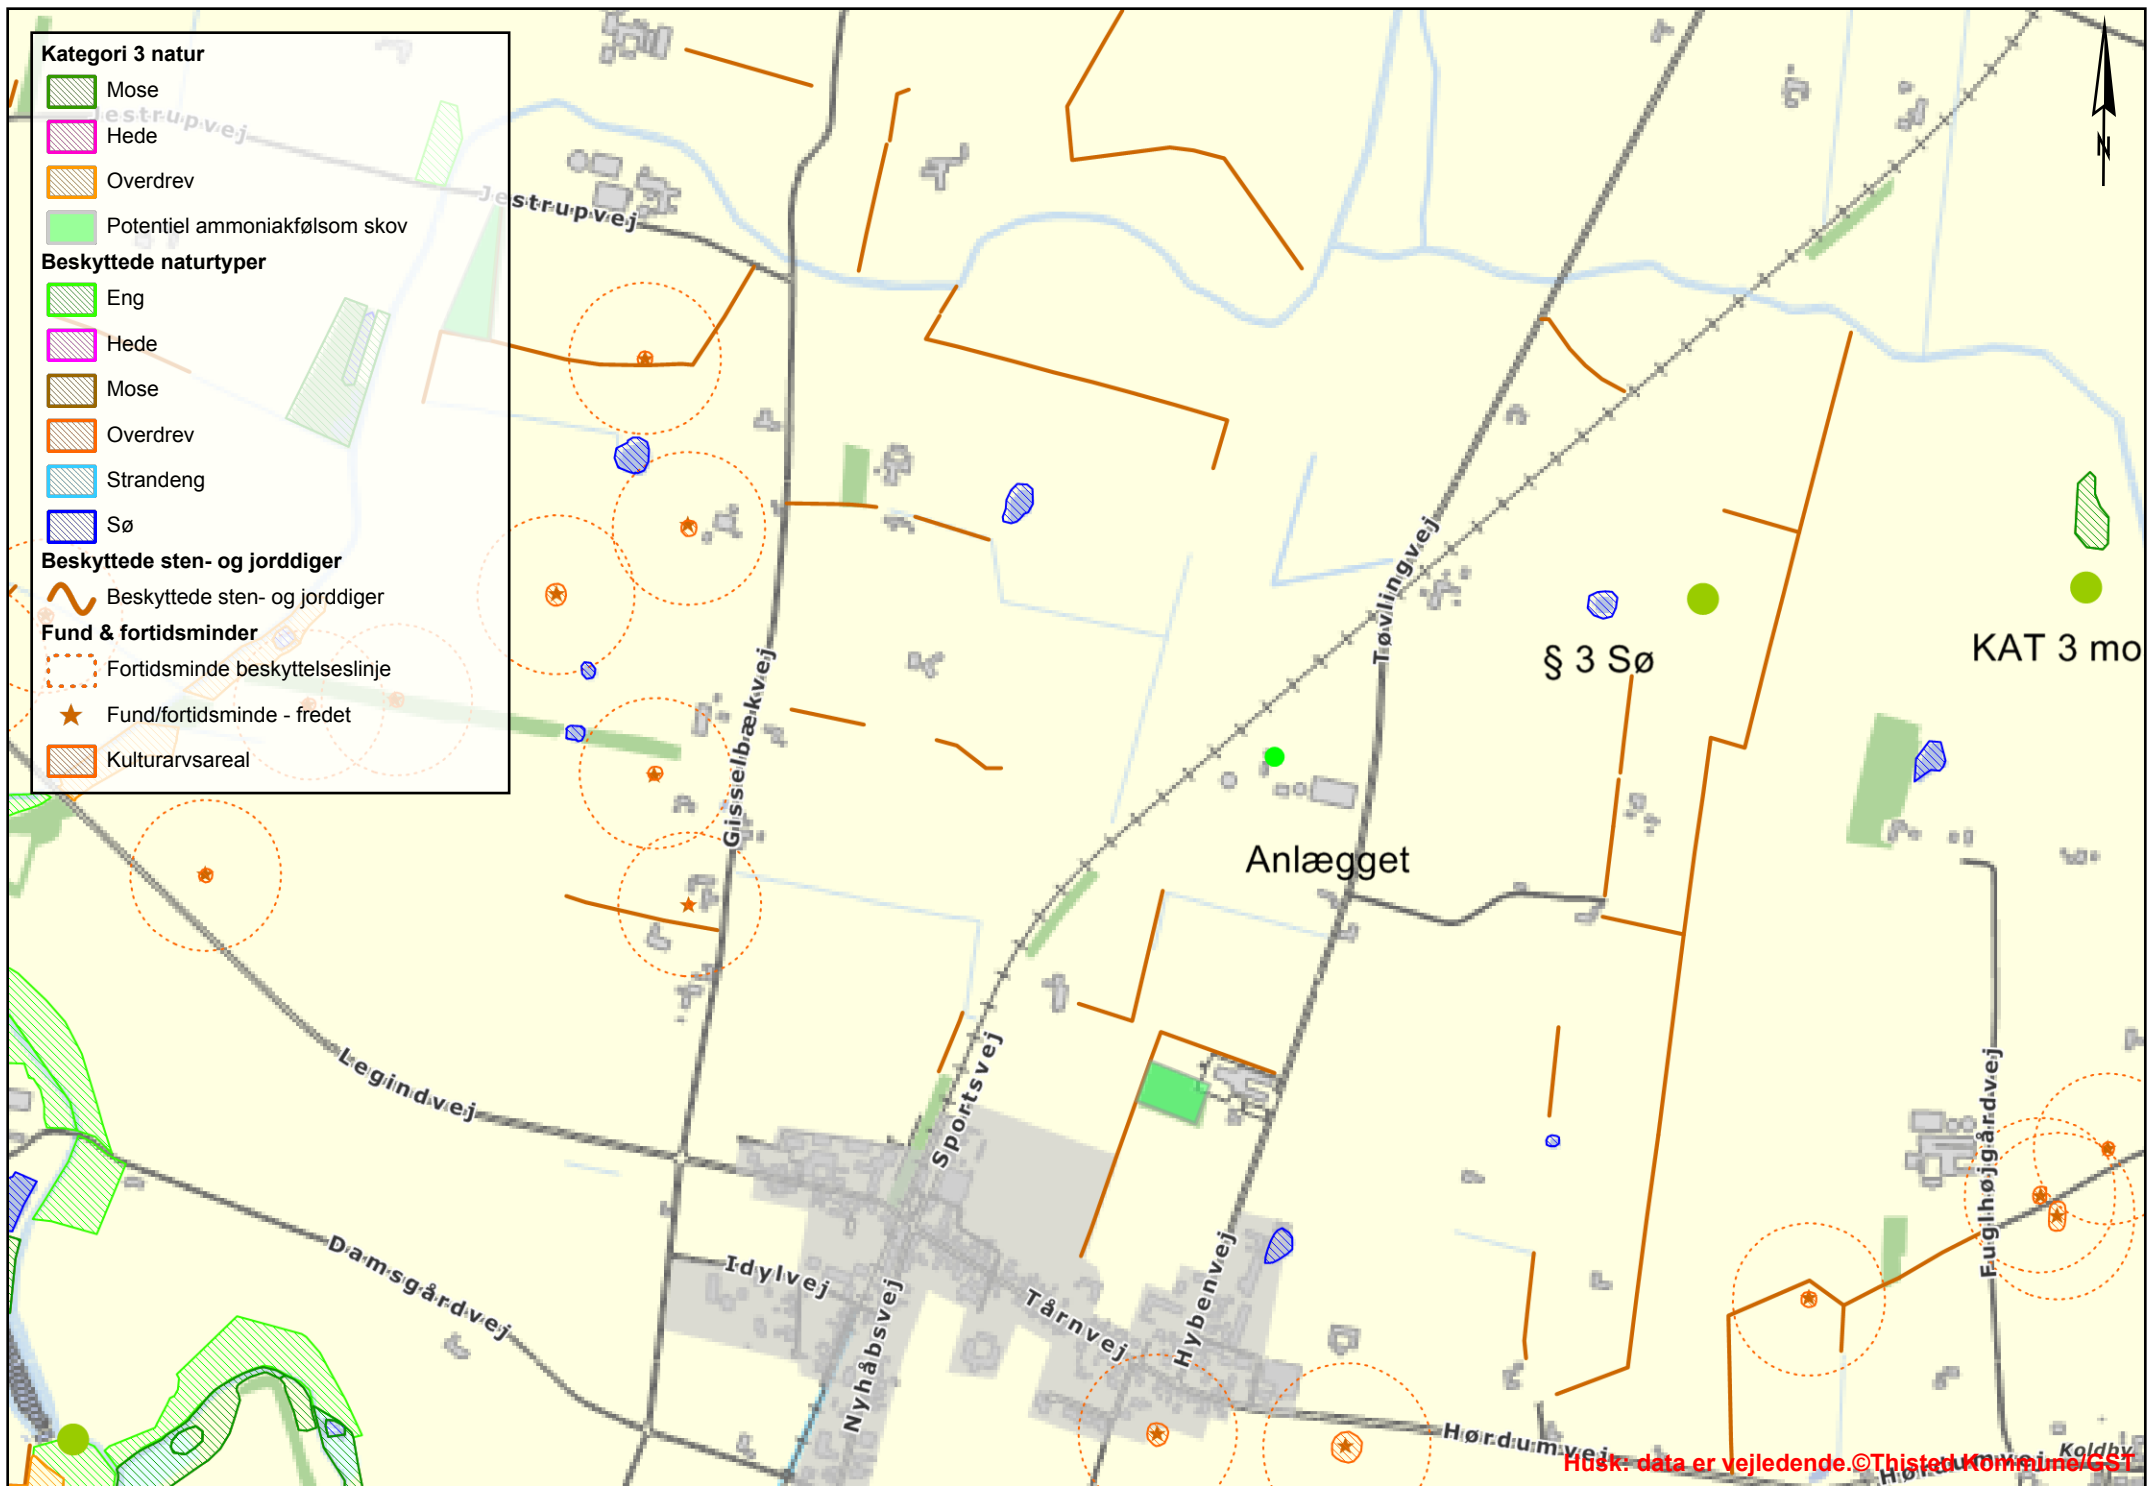 Kategori 3 natur
Mose
Hede
Overdrev
Potentiel ammoniakfølsom skov
Beskyttede naturtyper
Eng
Hede
Mose
Overdrev
Strandeng
Sø
Beskyttede sten- og jorddiger
Beskyttede sten- og jorddiger
Fund & fortidsminder
Fortidsminde beskyttelseslinje
Fund/fortidsminde - fredet
Kulturarvsareal
Jestrupvej
Jestrupvej
N
Tøvlingvej
§ 3 Sø
KAT 3 mo
Gisselbækvej
Anlægget
Legindvej
Sportsvej
Fuglhøjgårdvej
Damsgårdvej
Idylvej
Nyhåbsvej
Tårnvej
Hybenvej
Hørdumvej
Hørdumvej
Koldby
Husk: data er vejledende.©Thisted Kommune/GST